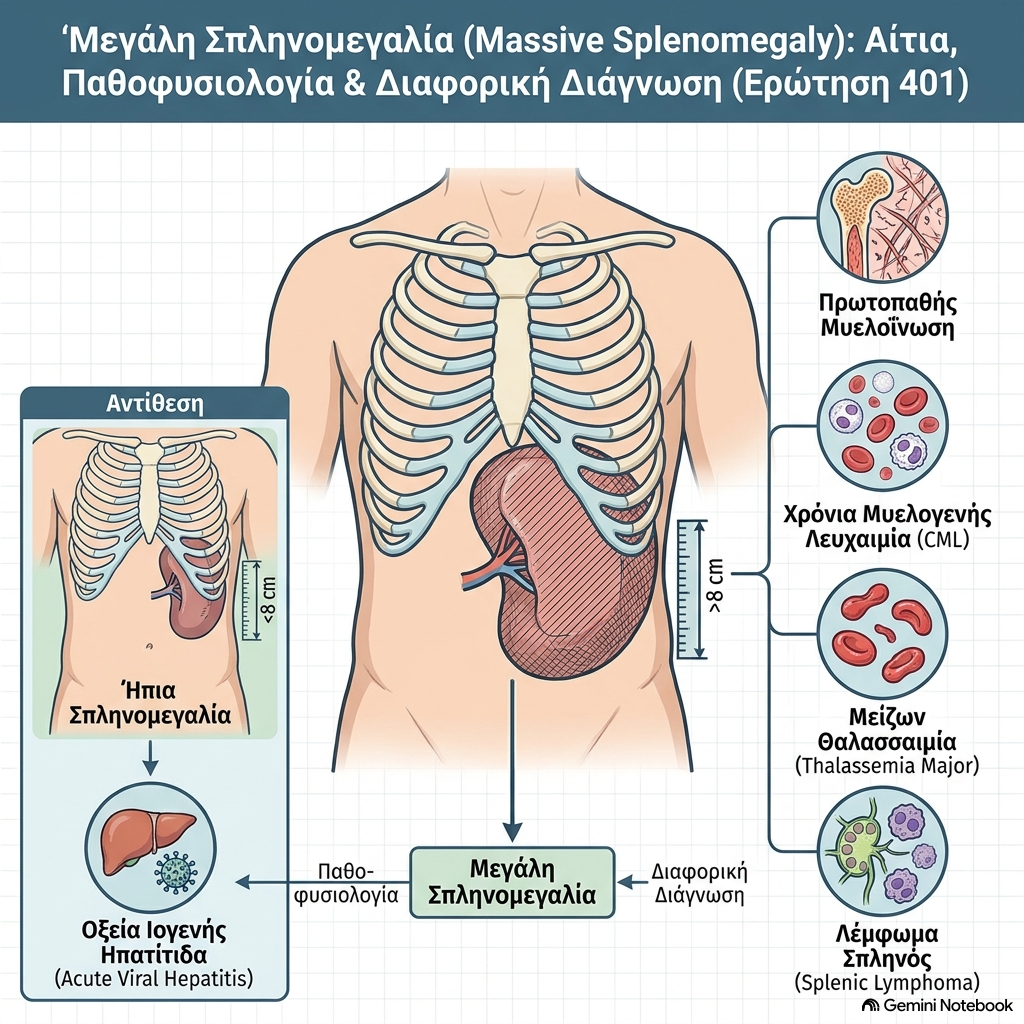 ‘Μεγάλη Σπληνομεγαλία (Massive Splenomegaly): Αίτια,
Παθοφυσιολογία & Διαφορική Διάγνωση (Ερώτηση 401)
Πρωτοπαθής
Μυελοΐνωση
Χρόνια Μυελογενής
Λευχαιμία (CML)
Μείζων
Θαλασσαιμία
(Thalassemia Major)
Λέμφωμα
Σπληνός
(Splenic Lymphoma)
>8 cm
Αντίθεση
<8 cm
Ήπια
Σπληνομεγαλία
Οξεία Ιογενής
Ηπατίτιδα
(Acute Viral Hepatitis)
Παθο-
φυσιολογία
Μεγάλη
Σπληνομεγαλία
Διαφορική
Διάγνωση
Gemini Notebook